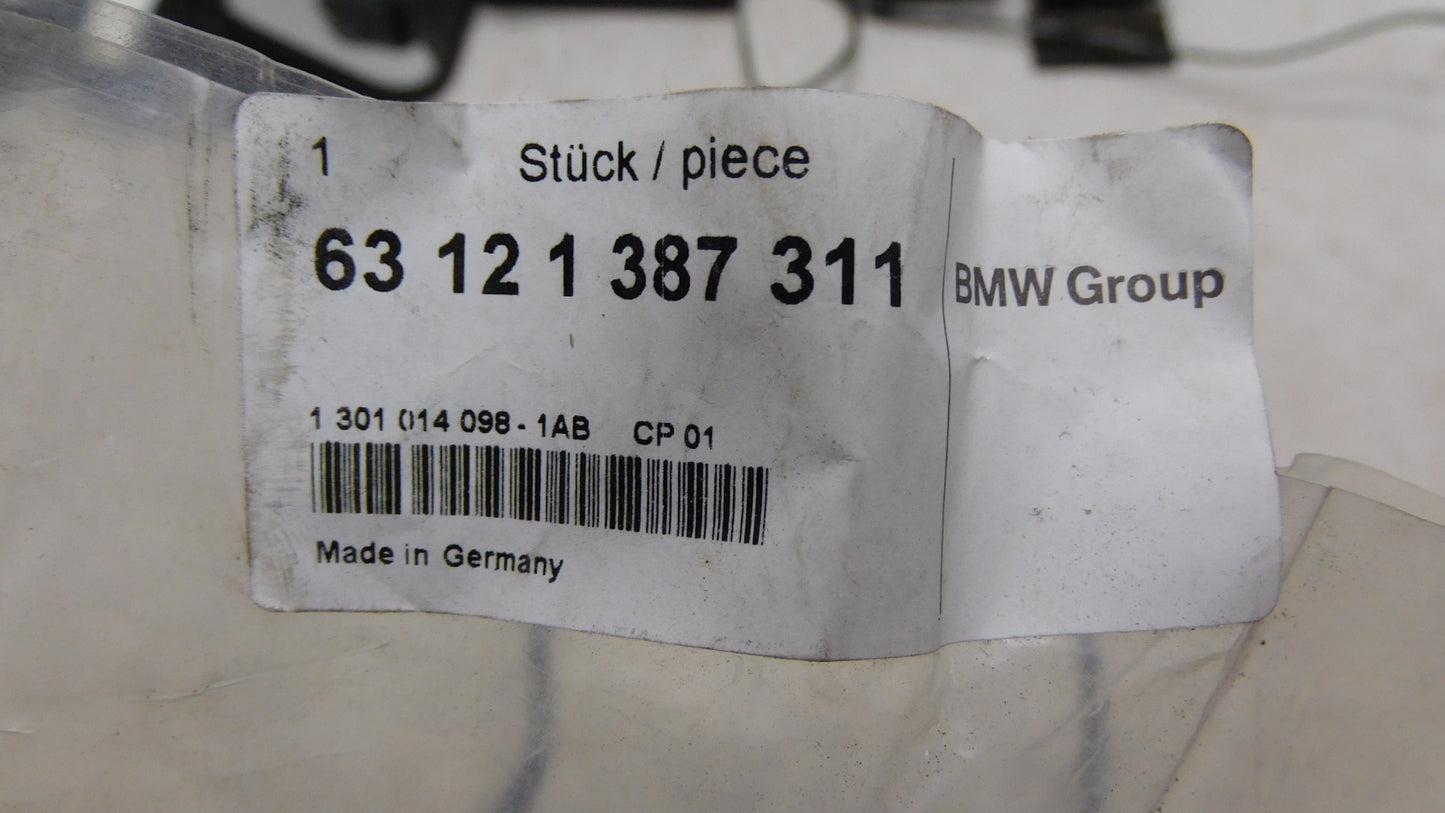 1 Stück / piece
63 12 1 387 311
BMW Group
1 301 014 098 - 1AB CP 01
Made in Germany